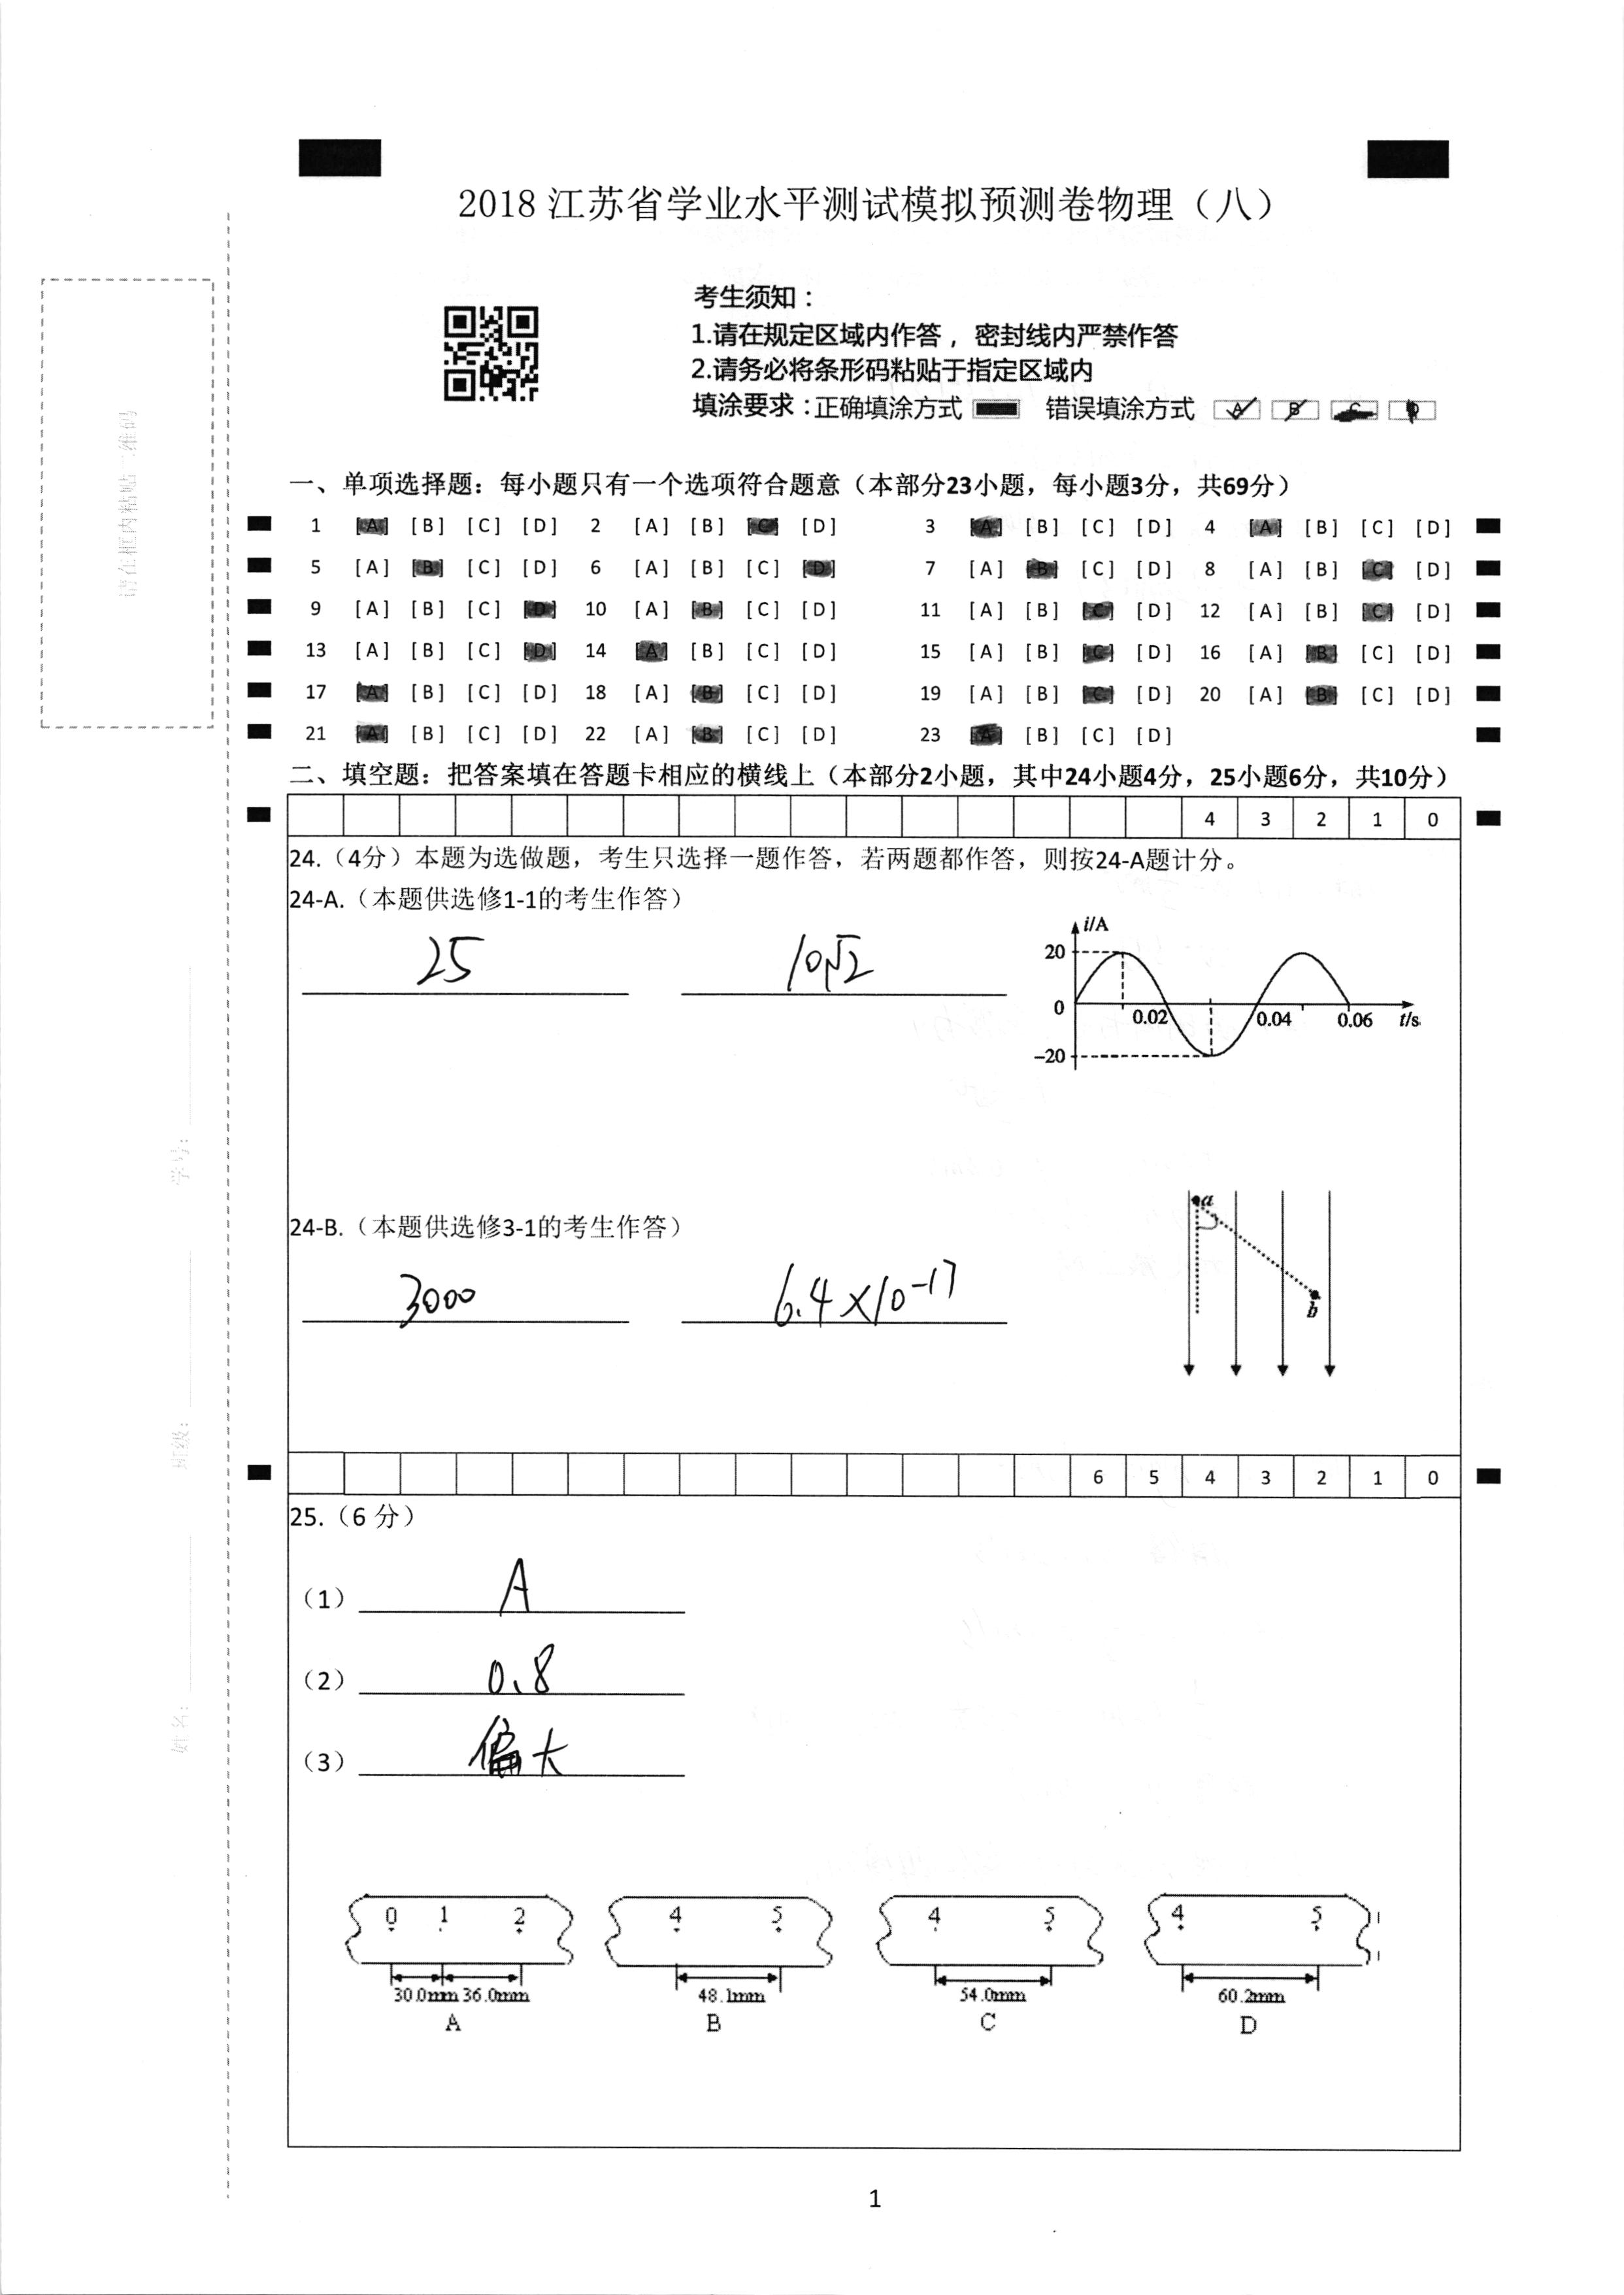 2018 江苏省学业水平测试模拟预测卷物理（八）
考生须知：
1.请在规定区域内作答，密封线内严禁作答
2.请务必将条形码粘贴于指定区域内
填涂要求：正确填涂方式 错误填涂方式 A B C D
请在框内粘贴二维码
学号：
班级：
姓名：
一、单项选择题：每小题只有一个选项符合题意（本部分23小题，每小题3分，共69分）
1 [A] [B] [C] [D] 2 [A] [B] [C] [D] 3 [A] [B] [C] [D] 4 [A] [B] [C] [D]
5 [A] [B] [C] [D] 6 [A] [B] [C] [D] 7 [A] [B] [C] [D] 8 [A] [B] [C] [D]
9 [A] [B] [C] [D] 10 [A] [B] [C] [D] 11 [A] [B] [C] [D] 12 [A] [B] [C] [D]
13 [A] [B] [C] [D] 14 [A] [B] [C] [D] 15 [A] [B] [C] [D] 16 [A] [B] [C] [D]
17 [A] [B] [C] [D] 18 [A] [B] [C] [D] 19 [A] [B] [C] [D] 20 [A] [B] [C] [D]
21 [A] [B] [C] [D] 22 [A] [B] [C] [D] 23 [A] [B] [C] [D]
二、填空题：把答案填在答题卡相应的横线上（本部分2小题，其中24小题4分，25小题6分，共10分）
4 3 2 1 0
24.（4分）本题为选做题，考生只选择一题作答，若两题都作答，则按24-A题计分。
24-A.（本题供选修1-1的考生作答）
25 10√2
i/A
20
0 0.02 0.04 0.06 t/s
-20
24-B.（本题供选修3-1的考生作答）
3000 6.4×10⁻¹⁷
a
b
6 5 4 3 2 1 0
25.（6 分）
（1） A
（2） 0.8
（3） 偏大
0 1 2 4 5 4 5 4 5
30.0mm 36.0mm 48.1mm 54.0mm 60.2mm
A B C D
1